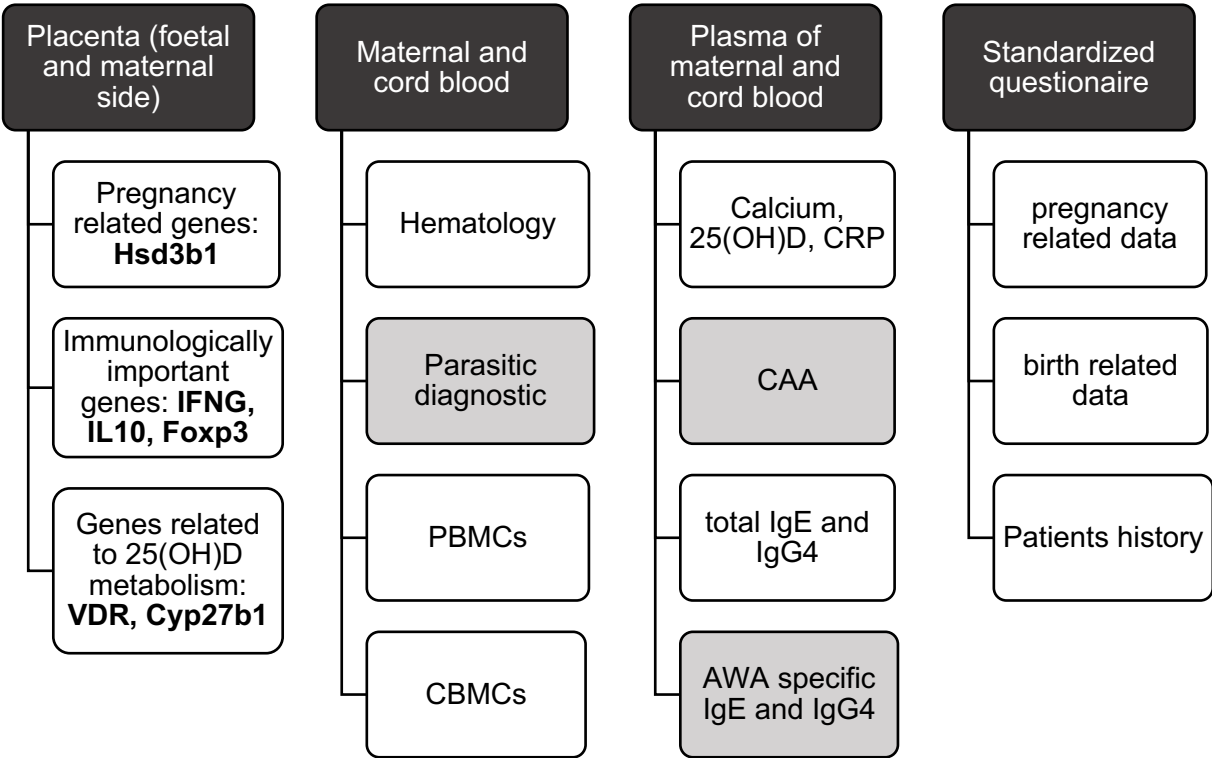 Placenta (foetal
and maternal
side)
Pregnancy
related genes:
Hsd3b1
Immunologically
important
genes: IFNG,
IL10, Foxp3
Genes related
to 25(OH)D
metabolism:
VDR, Cyp27b1
Maternal and
cord blood
Hematology
Parasitic
diagnostic
PBMCs
CBMCs
Plasma of
maternal and
cord blood
Calcium,
25(OH)D, CRP
CAA
total IgE and
IgG4
AWA specific
IgE and IgG4
Standardized
questionaire
pregnancy
related data
birth related
data
Patients history